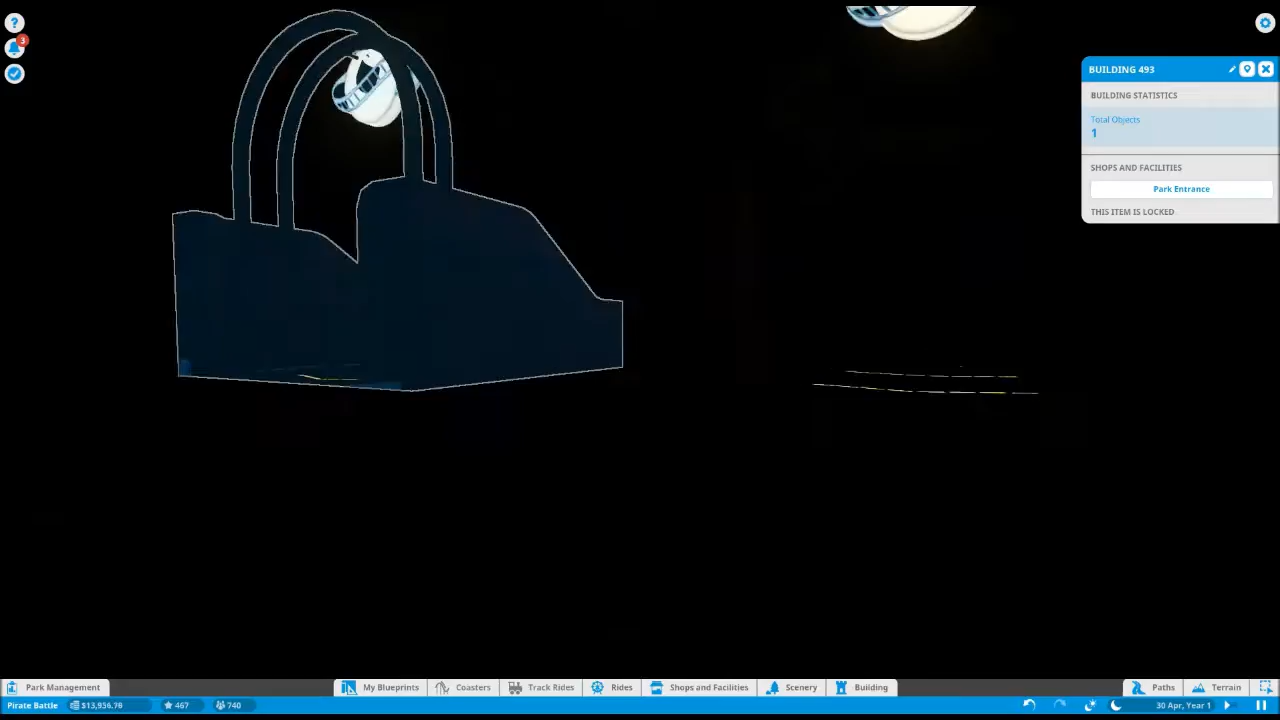 ?
3
BUILDING 493
BUILDING STATISTICS
Total Objects
1
SHOPS AND FACILITIES
Park Entrance
THIS ITEM IS LOCKED
Park Management
My Blueprints
Coasters
Track Rides
Rides
Shops and Facilities
Scenery
Building
Paths
Terrain
Pirate Battle
$13,956.76
467
740
30 Apr, Year 1